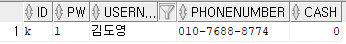 ID PW USERN... PHONENUMBER CASH
1 k 1 김도영 010-7688-8774 0